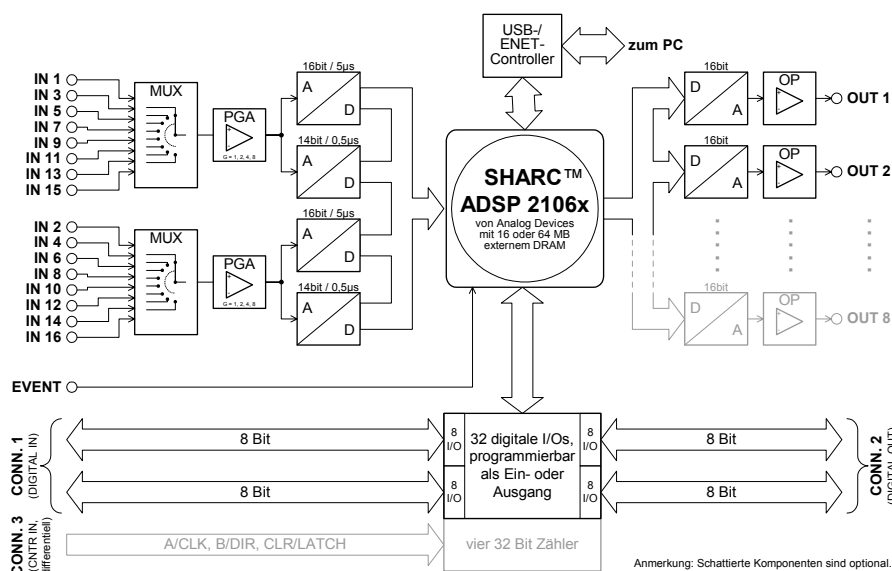 USB-/
ENET-
Controller
zum PC
IN 1
IN 3
IN 5
IN 7
IN 9
IN 11
IN 13
IN 15
MUX
PGA
G = 1, 2, 4, 8
16bit / 5µs
A
D
14bit / 0,5µs
A
D
IN 2
IN 4
IN 6
IN 8
IN 10
IN 12
IN 14
IN 16
MUX
PGA
G = 1, 2, 4, 8
16bit / 5µs
A
D
14bit / 0,5µs
A
D
SHARC™
ADSP 2106x
von Analog Devices
mit 16 oder 64 MB
externem DRAM
16bit
D
A
OP
OUT 1
16bit
D
A
OP
OUT 2
16bit
D
A
OP
OUT 8
EVENT
CONN. 1
(DIGITAL IN)
8 Bit
8 Bit
8
I/O
8
I/O
32 digitale I/Os,
programmierbar
als Ein- oder
Ausgang
8
I/O
8
I/O
8 Bit
8 Bit
CONN. 2
(DIGITAL OUT)
CONN. 3
(CNTR IN,
differentiell)
A/CLK, B/DIR, CLR/LATCH
vier 32 Bit Zähler
Anmerkung: Schattierte Komponenten sind optional.